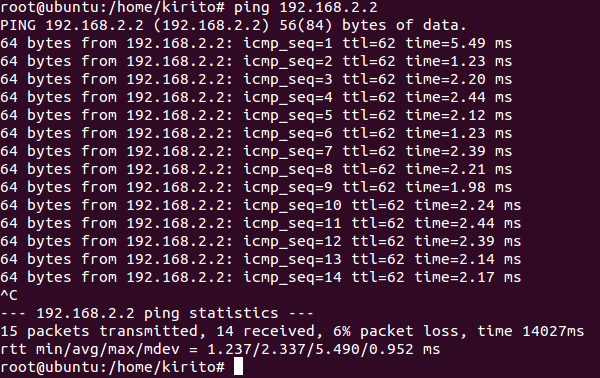 root@ubuntu:/home/kirito# ping 192.168.2.2
PING 192.168.2.2 (192.168.2.2) 56(84) bytes of data.
64 bytes from 192.168.2.2: icmp_seq=1 ttl=62 time=5.49 ms
64 bytes from 192.168.2.2: icmp_seq=2 ttl=62 time=1.23 ms
64 bytes from 192.168.2.2: icmp_seq=3 ttl=62 time=2.20 ms
64 bytes from 192.168.2.2: icmp_seq=4 ttl=62 time=2.44 ms
64 bytes from 192.168.2.2: icmp_seq=5 ttl=62 time=2.12 ms
64 bytes from 192.168.2.2: icmp_seq=6 ttl=62 time=1.23 ms
64 bytes from 192.168.2.2: icmp_seq=7 ttl=62 time=2.39 ms
64 bytes from 192.168.2.2: icmp_seq=8 ttl=62 time=2.21 ms
64 bytes from 192.168.2.2: icmp_seq=9 ttl=62 time=1.98 ms
64 bytes from 192.168.2.2: icmp_seq=10 ttl=62 time=2.24 ms
64 bytes from 192.168.2.2: icmp_seq=11 ttl=62 time=2.44 ms
64 bytes from 192.168.2.2: icmp_seq=12 ttl=62 time=2.39 ms
64 bytes from 192.168.2.2: icmp_seq=13 ttl=62 time=2.14 ms
64 bytes from 192.168.2.2: icmp_seq=14 ttl=62 time=2.17 ms
^C
--- 192.168.2.2 ping statistics ---
15 packets transmitted, 14 received, 6% packet loss, time 14027ms
rtt min/avg/max/mdev = 1.237/2.337/5.490/0.952 ms
root@ubuntu:/home/kirito#